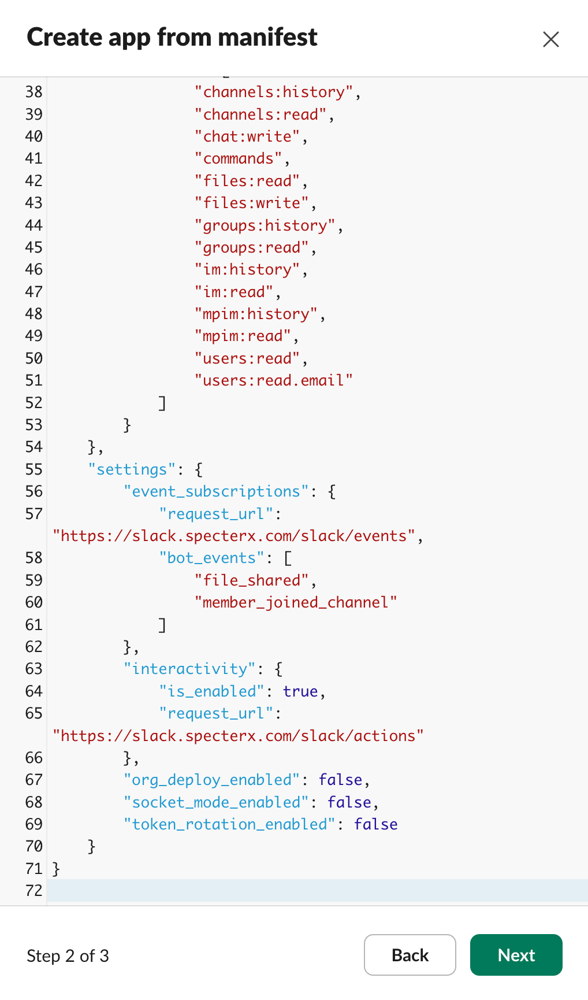 Create app from manifest
38 "channels:history",
39 "channels:read",
40 "chat:write",
41 "commands",
42 "files:read",
43 "files:write",
44 "groups:history",
45 "groups:read",
46 "im:history",
47 "im:read",
48 "mpim:history",
49 "mpim:read",
50 "users:read",
51 "users:read.email"
52 ]
53 }
54 },
55 "settings": {
56 "event_subscriptions": {
57 "request_url":
"https://slack.specterx.com/slack/events",
58 "bot_events": [
59 "file_shared",
60 "member_joined_channel"
61 ]
62 },
63 "interactivity": {
64 "is_enabled": true,
65 "request_url":
"https://slack.specterx.com/slack/actions"
66 },
67 "org_deploy_enabled": false,
68 "socket_mode_enabled": false,
69 "token_rotation_enabled": false
70 }
71 }
72
Step 2 of 3
Back
Next